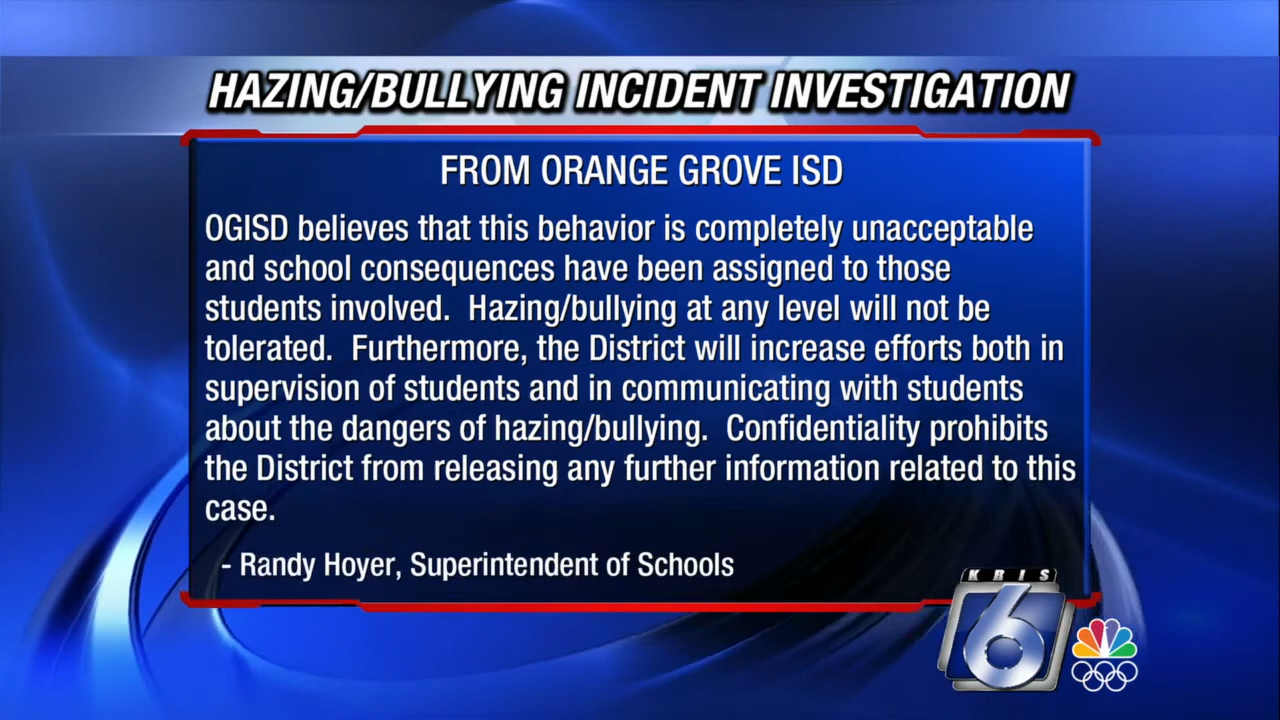 HAZING/BULLYING INCIDENT INVESTIGATION
FROM ORANGE GROVE ISD
OGISD believes that this behavior is completely unacceptable
and school consequences have been assigned to those
students involved.  Hazing/bullying at any level will not be
tolerated.  Furthermore, the District will increase efforts both in
supervision of students and in communicating with students
about the dangers of hazing/bullying.  Confidentiality prohibits
the District from releasing any further information related to this
case.
- Randy Hoyer, Superintendent of Schools
KRIS
6